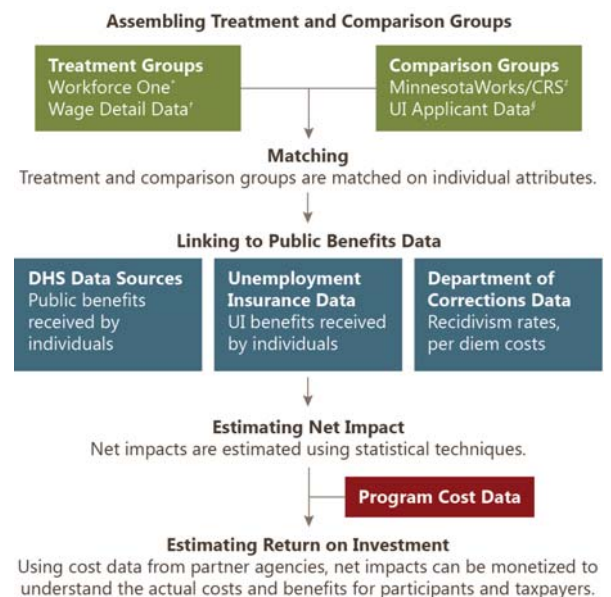 Assembling Treatment and Comparison Groups
Treatment Groups
Workforce One*
Wage Detail Data†
Comparison Groups
MinnesotaWorks/CRS‡
UI Applicant Data§
Matching
Treatment and comparison groups are matched on individual attributes.
Linking to Public Benefits Data
DHS Data Sources
Public benefits
received by
individuals
Unemployment
Insurance Data
UI benefits received
by individuals
Department of
Corrections Data
Recidivism rates,
per diem costs
Estimating Net Impact
Net impacts are estimated using statistical techniques.
Program Cost Data
Estimating Return on Investment
Using cost data from partner agencies, net impacts can be monetized to
understand the actual costs and benefits for participants and taxpayers.